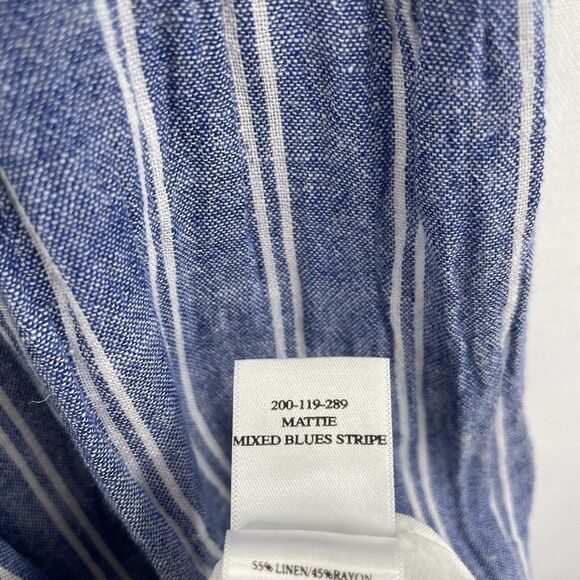 200-119-289
MATTIE
MIXED BLUES STRIPE
55% LINEN/45%RAYON